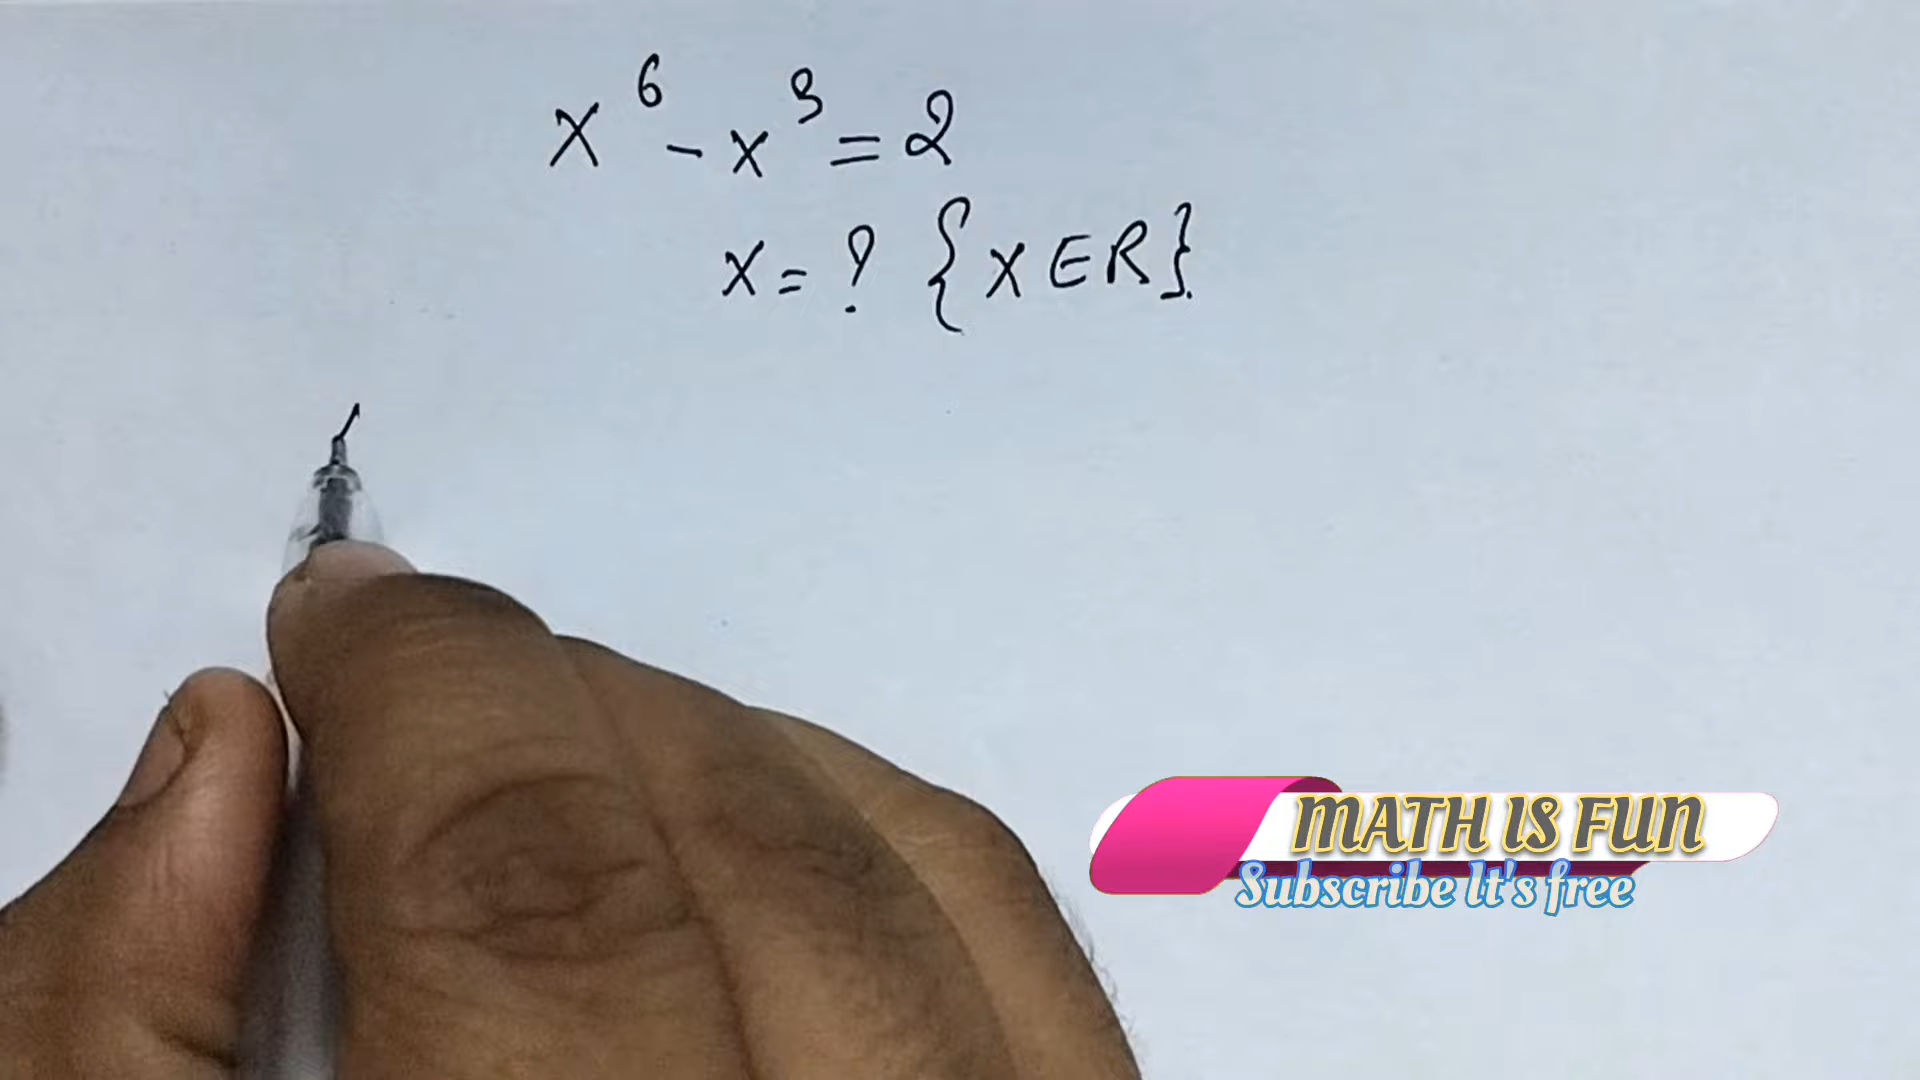 x⁶ - x³ = 2
x = ? {x ∈ R}
MATH IS FUN
Subscribe It's free